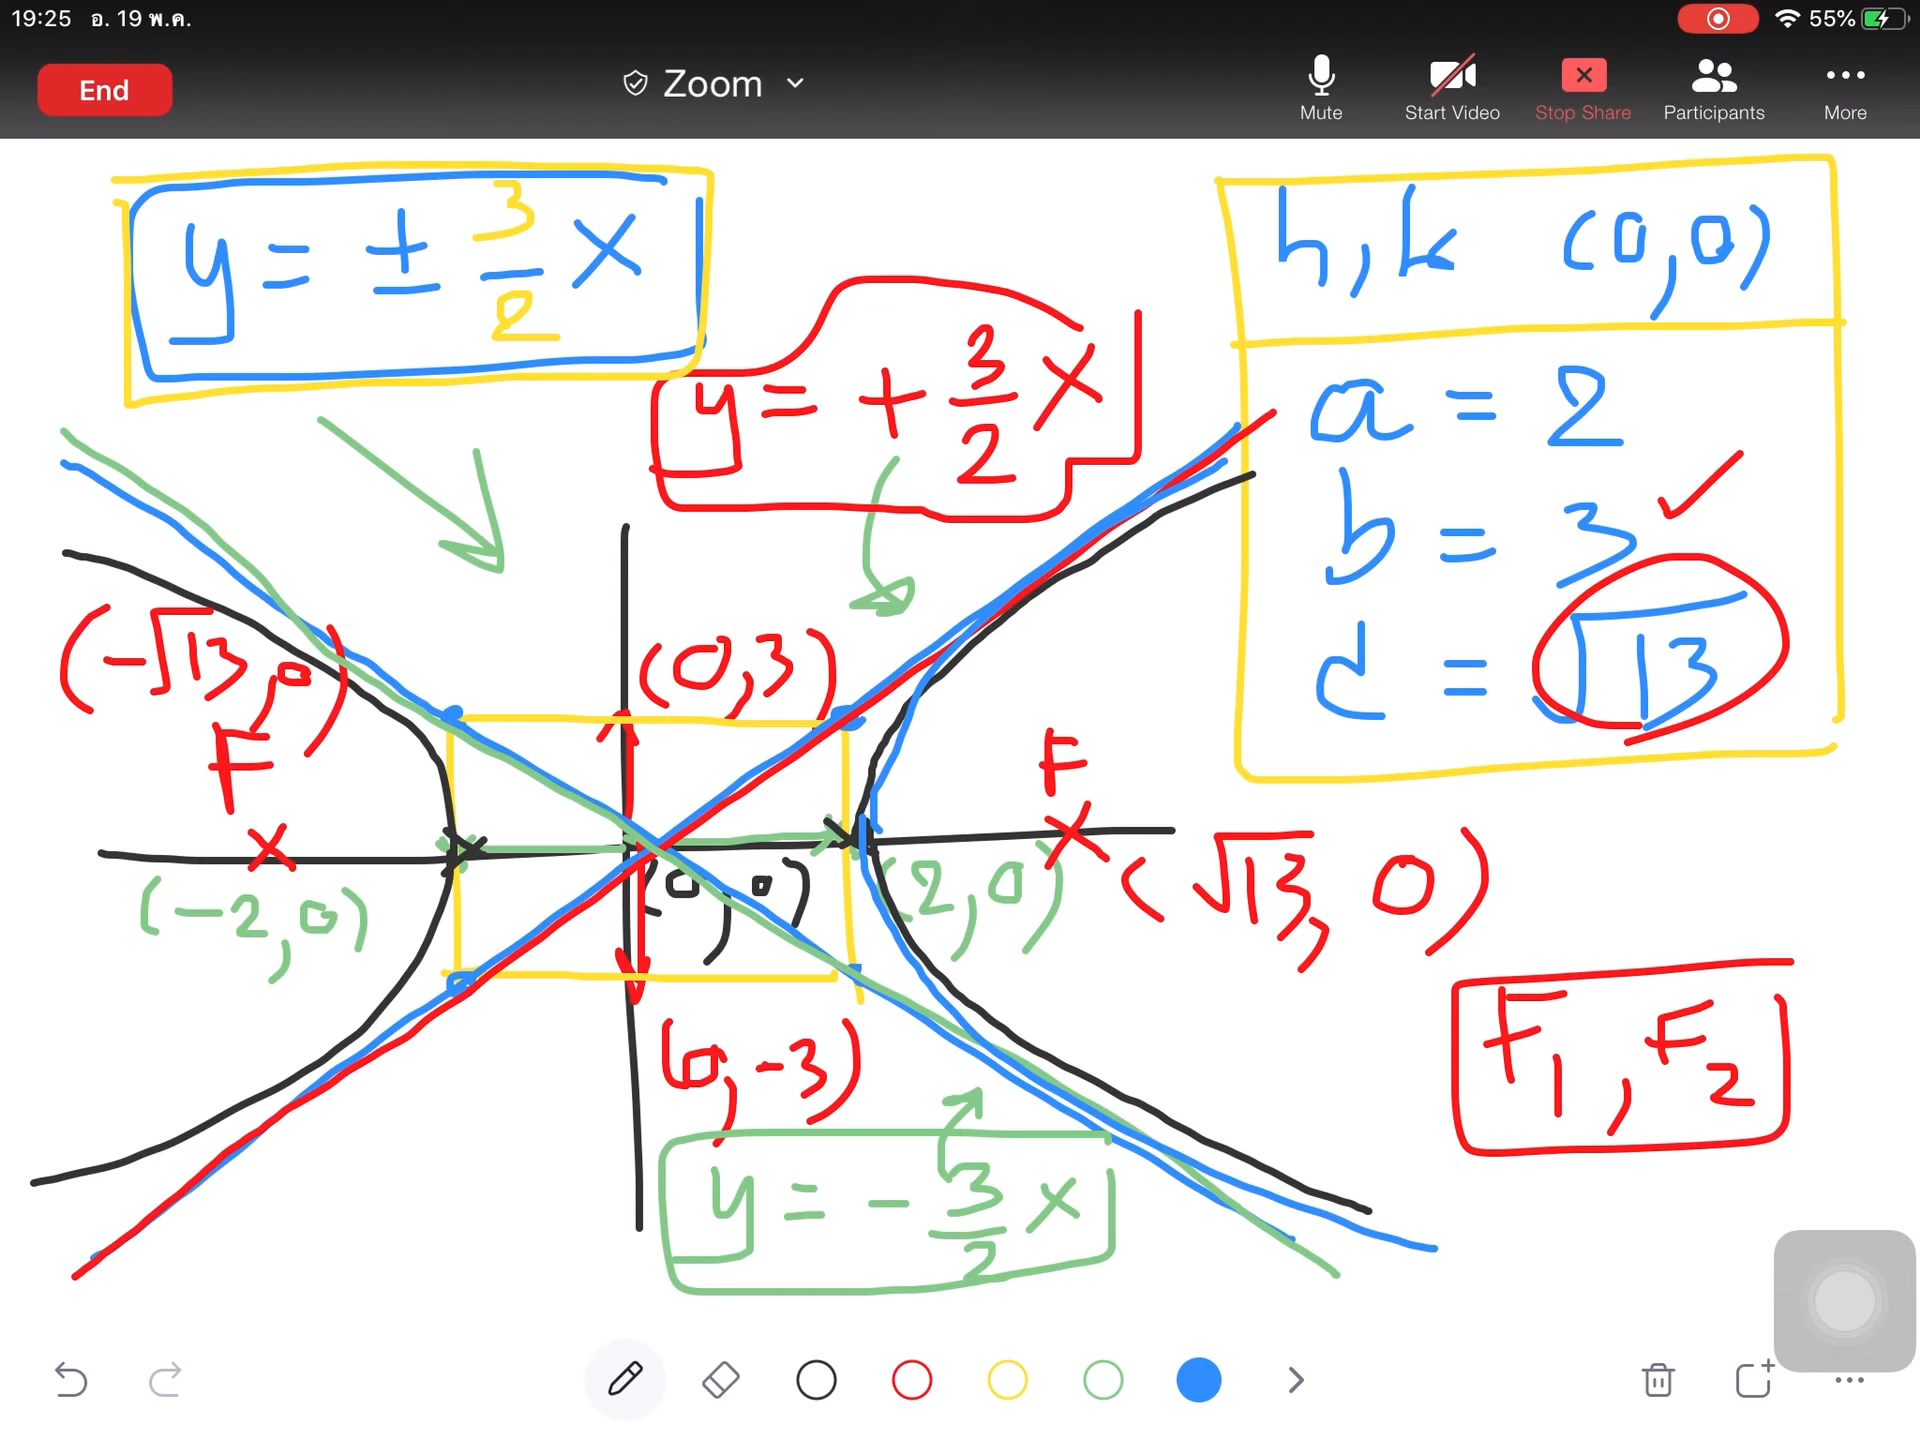 19:25 อ. 19 พ.ค.
55%
End
Zoom
Mute
Start Video
Stop Share
Participants
More
y = ± 3/2 x
h, k (0,0)
y = + 3/2 x
a = 2
b = 3
c = √13
(-√13, 0)
(0,3)
F
F
(0,0)
(-2,0)
(2,0)
(√13, 0)
F1, F2
(0,-3)
y = - 3/2 x